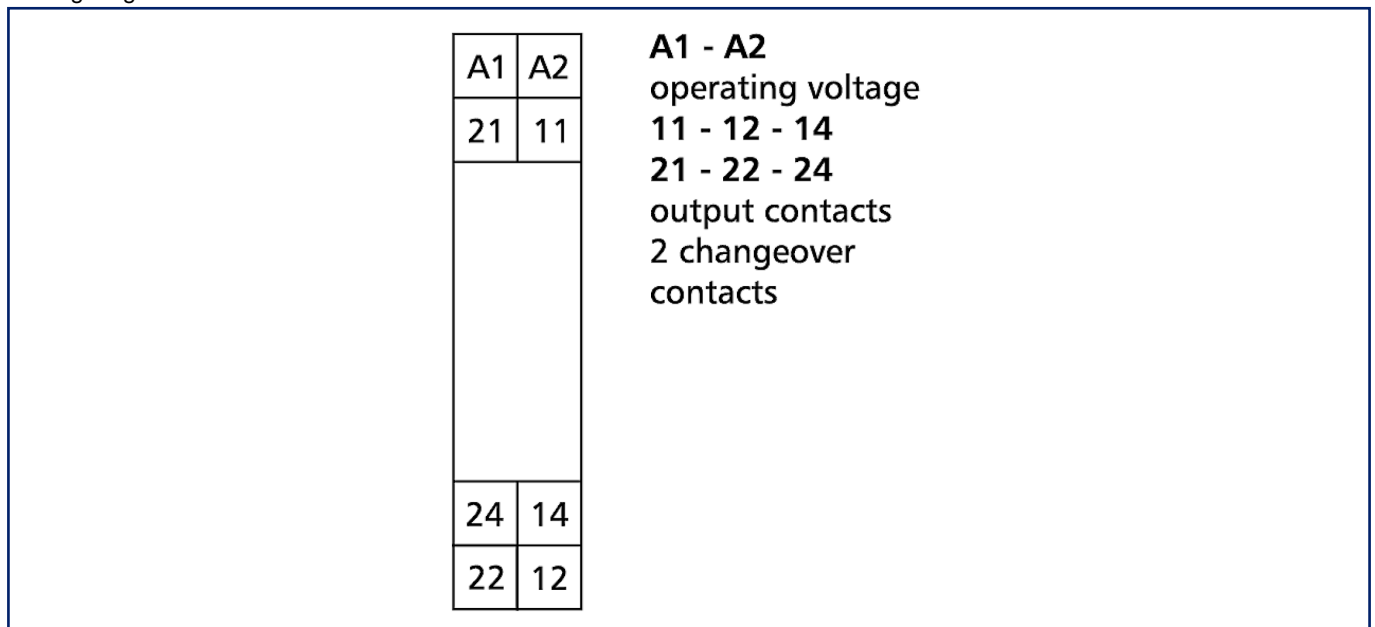 A1 A2
21 11
24 14
22 12
A1 - A2
operating voltage
11 - 12 - 14
21 - 22 - 24
output contacts
2 changeover
contacts